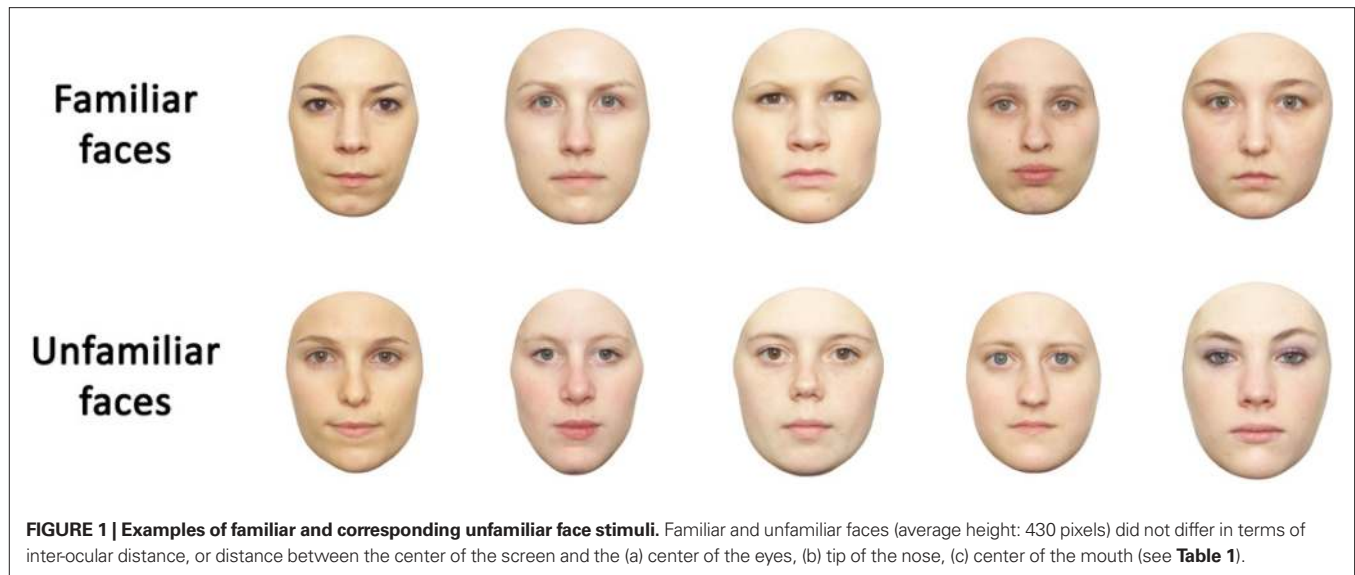 Familiar
faces
Unfamiliar
faces
FIGURE 1 | Examples of familiar and corresponding unfamiliar face stimuli. Familiar and unfamiliar faces (average height: 430 pixels) did not differ in terms of
inter-ocular distance, or distance between the center of the screen and the (a) center of the eyes, (b) tip of the nose, (c) center of the mouth (see Table 1).